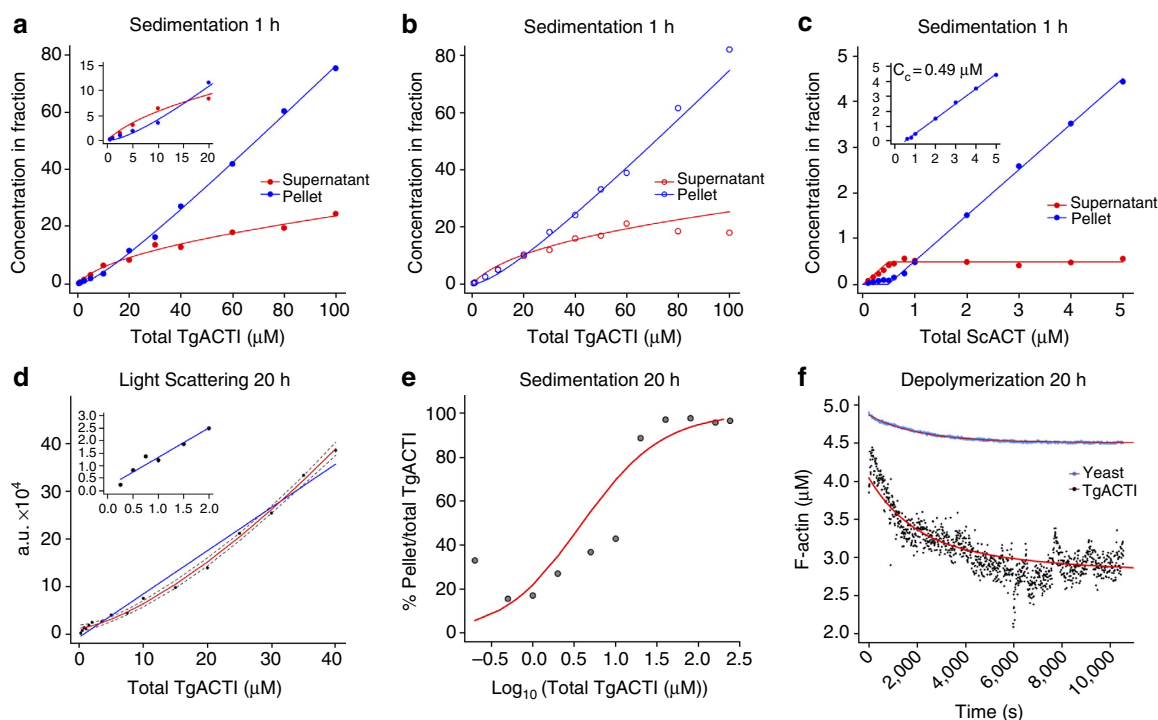 a
Sedimentation 1 h
Concentration in fraction
80
60
40
20
0
15
10
5
0
0 5 10 15 20
Supernatant
Pellet
0 20 40 60 80 100
Total TgACTI (μM)
b
Sedimentation 1 h
Concentration in fraction
80
60
40
20
0
Supernatant
Pellet
0 20 40 60 80 100
Total TgACTI (μM)
c
Sedimentation 1 h
Concentration in fraction
5
4
3
2
1
0
Cc = 0.49 μM
5
4
3
2
1
0
0 1 2 3 4 5
Supernatant
Pellet
0 1 2 3 4 5
Total ScACT (μM)
d
Light Scattering 20 h
a.u. ×10⁴
40
30
20
10
0
3.0
2.5
2.0
1.5
1.0
0.5
0.0
0.0 0.5 1.0 1.5 2.0
0 10 20 30 40
Total TgACTI (μM)
e
Sedimentation 20 h
% Pellet/total TgACTI
100
80
60
40
20
0
−0.5 0.0 0.5 1.0 1.5 2.0 2.5
Log₁₀ (Total TgACTI (μM))
f
Depolymerization 20 h
F-actin (μM)
5.0
4.5
4.0
3.5
3.0
2.5
2.0
Yeast
TgACTI
0 2,000 4,000 6,000 8,000 10,000
Time (s)